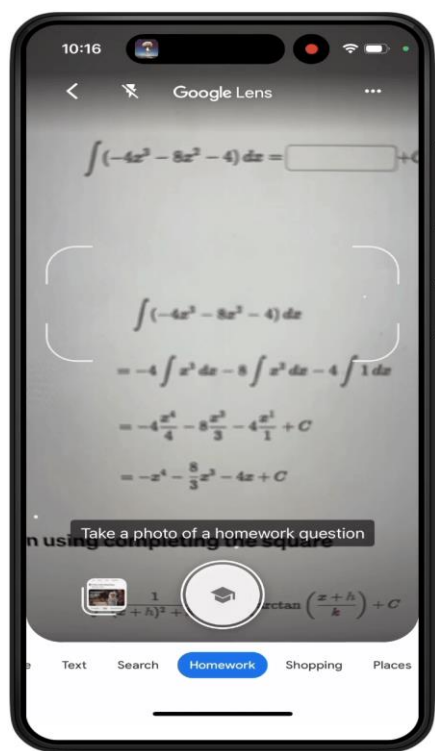 10:16
Google Lens
∫(−4x³ − 8x² − 4) dx = +C
∫(−4x³ − 8x² − 4) dx
= −4 ∫ x³ dx − 8 ∫ x² dx − 4 ∫ 1 dx
= −4 x⁴/4 − 8 x³/3 − 4 x¹/1 + C
= −x⁴ − 8/3 x³ − 4x + C
Take a photo of a homework question
n using completing the square
1/(x + h)² + arctan ((x + h)/k) + C
e Text Search Homework Shopping Places